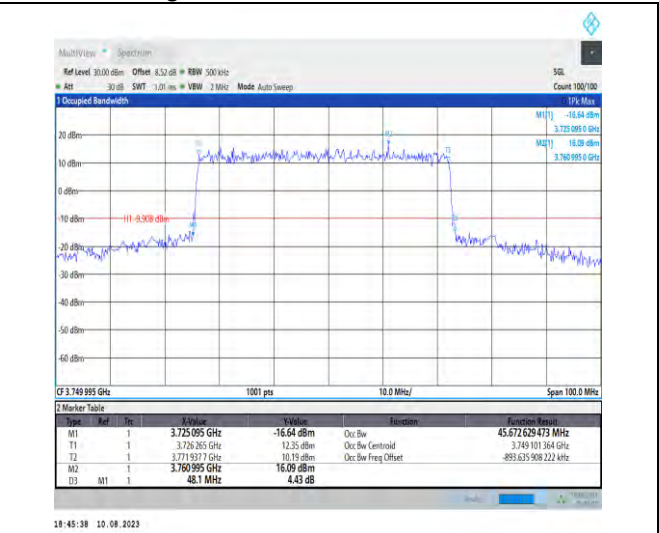 MultiView Spectrum
Ref Level 30.00 dBm Offset 8.52 dB RBW 500 kHz SGL
Att 30 dB SWT 1.01 ms VBW 2 MHz Mode Auto Sweep Count 100/100
1 Occupied Bandwidth 1Pk Max
M1[1] -16.64 dBm
3.725 095 0 GHz
M2[1] 16.09 dBm
3.760 995 0 GHz
20 dBm
M2
T1
T2
10 dBm
0 dBm
-10 dBm H1 -9.908 dBm
D3
M1
-20 dBm
-30 dBm
-40 dBm
-50 dBm
-60 dBm
CF 3.749 995 GHz 1001 pts 10.0 MHz/ Span 100.0 MHz
2 Marker Table
Type Ref Trc X-Value Y-Value Function Function Result
M1 1 3.725 095 GHz -16.64 dBm Occ Bw 45.672 629 473 MHz
T1 1 3.726 265 GHz 12.35 dBm Occ Bw Centroid 3.749 101 364 GHz
T2 1 3.771 937 7 GHz 10.19 dBm Occ Bw Freq Offset -893.635 908 222 kHz
M2 1 3.760 995 GHz 16.09 dBm
D3 M1 1 48.1 MHz 4.43 dB
18:45:38 10.08.2023